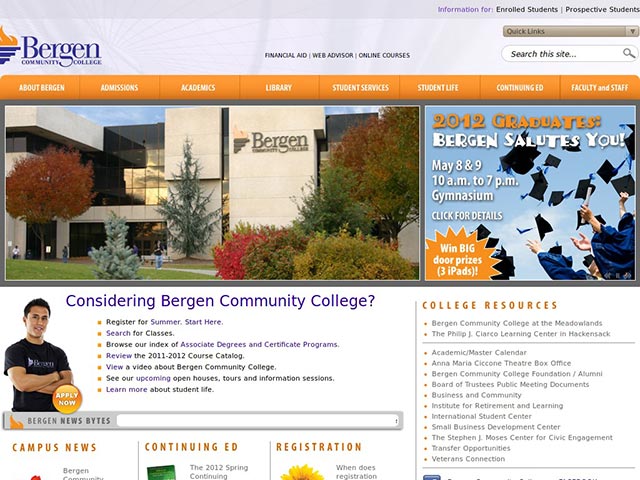 Information for: Enrolled Students | Prospective Students
Quick Links
Bergen
COMMUNITY COLLEGE
FINANCIAL AID | WEB ADVISOR | ONLINE COURSES
Search this site...
ABOUT BERGEN
ADMISSIONS
ACADEMICS
LIBRARY
STUDENT SERVICES
STUDENT LIFE
CONTINUING ED
FACULTY and STAFF
Bergen
COMMUNITY COLLEGE
2012 GRADUATES:
BERGEN SALUTES YOU!
May 8 & 9
10 a.m. to 7 p.m.
Gymnasium
CLICK FOR DETAILS
Win BIG
door prizes
(3 iPads)!
Considering Bergen Community College?
Register for Summer. Start Here.
Search for Classes.
Browse our index of Associate Degrees and Certificate Programs.
Review the 2011-2012 Course Catalog.
View a video about Bergen Community College.
See our upcoming open houses, tours and information sessions.
Learn more about student life.
APPLY
NOW
BERGEN NEWS BYTES
COLLEGE RESOURCES
Bergen Community College at the Meadowlands
The Philip J. Ciarco Learning Center in Hackensack
Academic/Master Calendar
Anna Maria Ciccone Theatre Box Office
Bergen Community College Foundation / Alumni
Board of Trustees Public Meeting Documents
Business and Community
Institute for Retirement and Learning
International Student Center
Small Business Development Center
The Stephen J. Moses Center for Civic Engagement
Transfer Opportunities
Veterans Connection
CAMPUS NEWS
Bergen
Community
CONTINUING ED
The 2012 Spring
Continuing
REGISTRATION
When does
registration